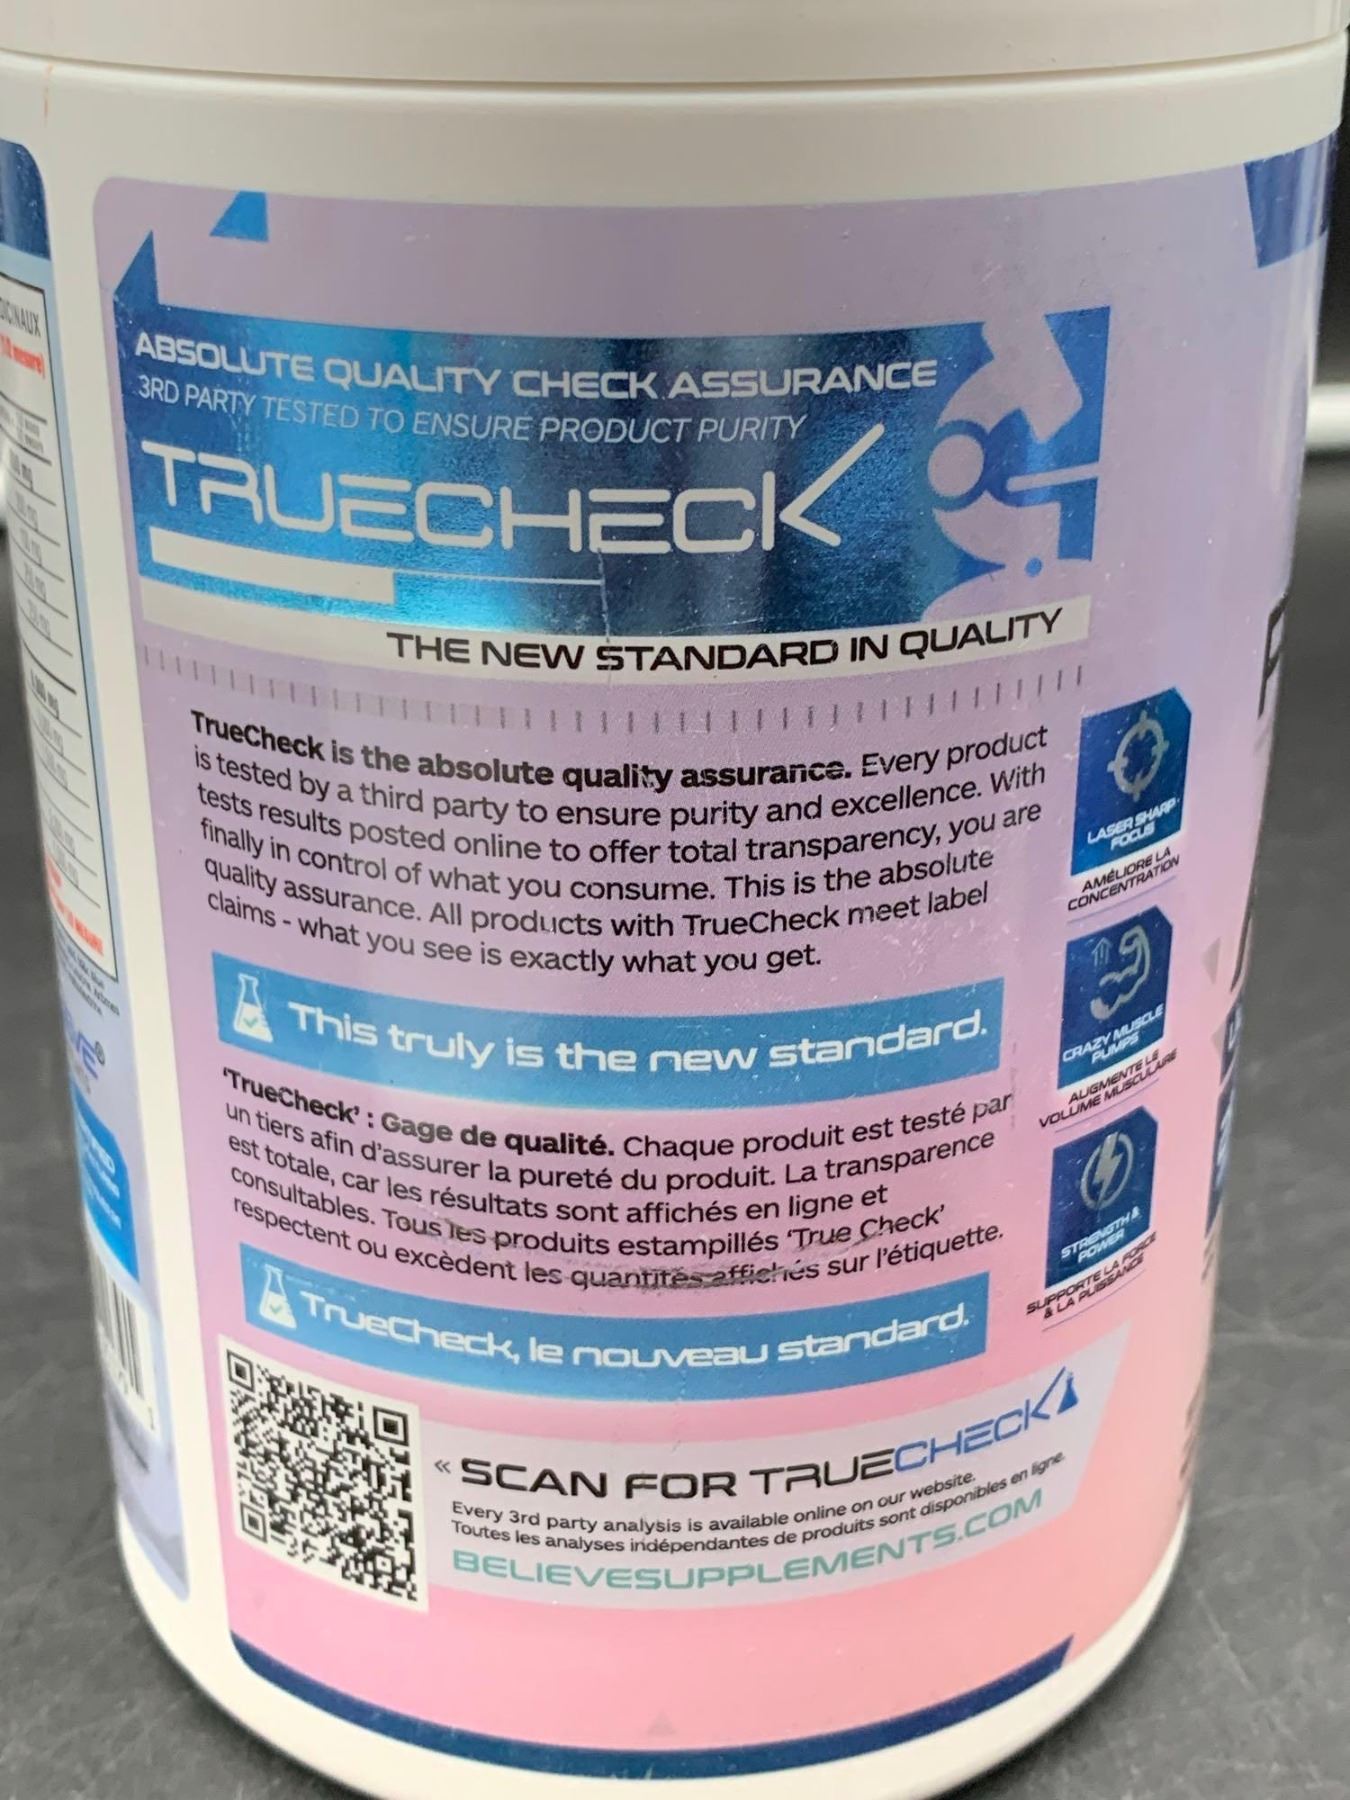 ABSOLUTE QUALITY CHECK ASSURANCE
3RD PARTY TESTED TO ENSURE PRODUCT PURITY
TRUECHECK
THE NEW STANDARD IN QUALITY
TrueCheck is the absolute quality assurance. Every product
is tested by a third party to ensure purity and excellence. With
tests results posted online to offer total transparency, you are
finally in control of what you consume. This is the absolute
quality assurance. All products with TrueCheck meet label
claims - what you see is exactly what you get.
This truly is the new standard.
'TrueCheck' : Gage de qualité. Chaque produit est testé par
un tiers afin d'assurer la pureté du produit. La transparence
est totale, car les résultats sont affichés en ligne et
consultables. Tous les produits estampillés 'True Check'
respectent ou excèdent les quantités affichés sur l'étiquette.
TrueCheck, le nouveau standard.
« SCAN FOR TRUECHECK
Every 3rd party analysis is available online on our website.
Toutes les analyses indépendantes de produits sont disponibles en ligne.
BELIEVESUPPLEMENTS.COM
LASER SHARP
FOCUS
AMÉLIORE LA
CONCENTRATION
CRAZY MUSCLE
PUMPS
AUGMENTE LE
VOLUME MUSCULAIRE
STRENGTH &
POWER
SUPPORTE LA FORCE
& LA PUISSANCE